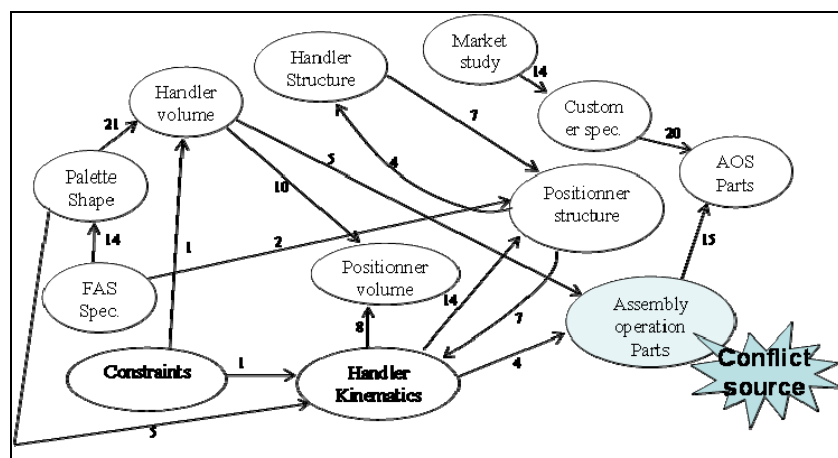 Market
study
Handler
Structure
14
Handler
volume
Custom
er spec.
7
21
20
5
4
AOS
Parts
Palette
Shape
10
Positionner
structure
14
1
2
15
FAS
Spec.
Positionner
volume
14
Assembly
operation
Parts
8
7
Constraints
1
Handler
Kinematics
4
Conflict
source
5